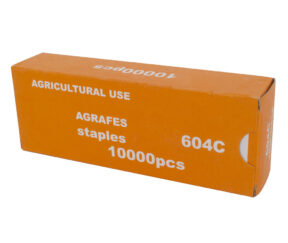 10000pcs
AGRICULTURAL USE
AGRAFES
staples
604C
10000pcs